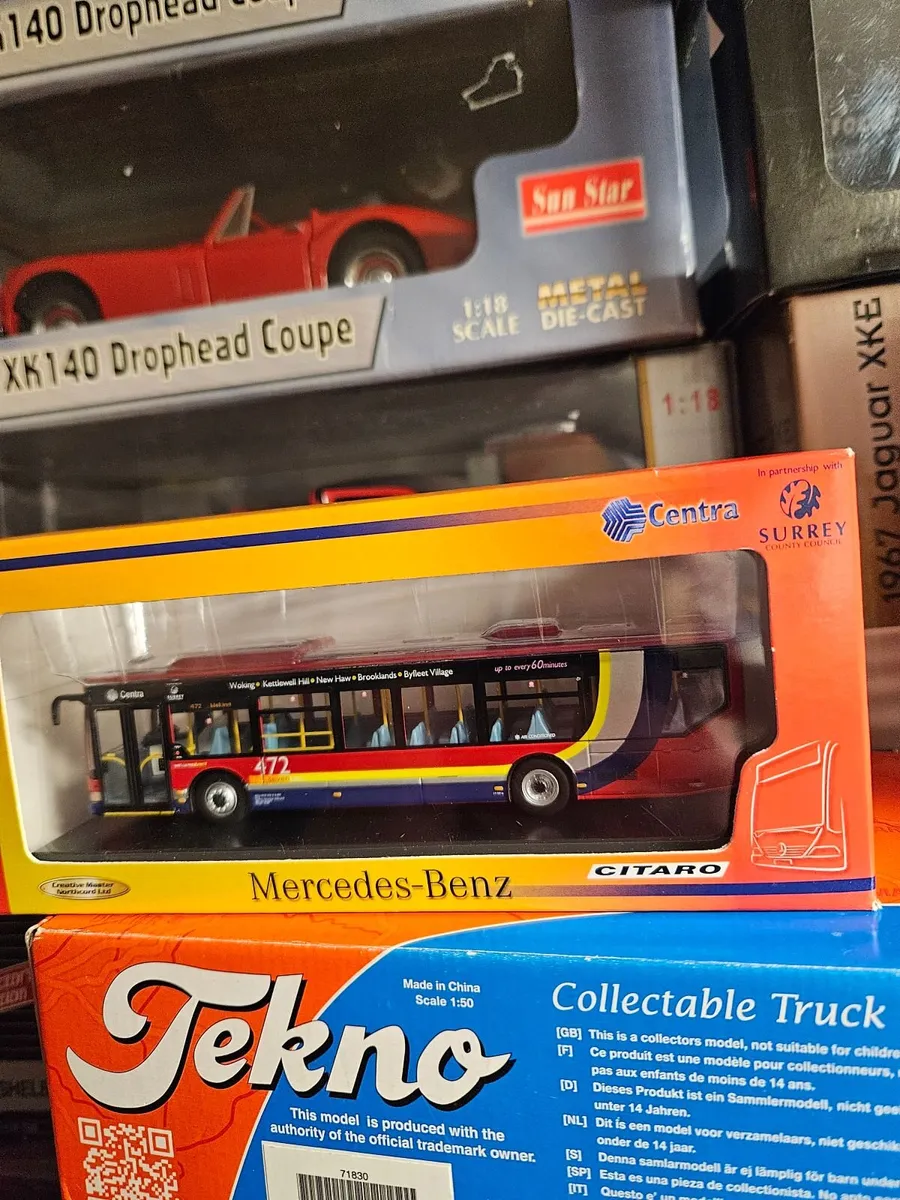 140 Drophead Coupe
Sun Star
1:18
SCALE
METAL
DIE-CAST
XK140 Drophead Coupe
1:18
1967 Jaguar XKE
In partnership with
Centra
SURREY
COUNTY COUNCIL
Centra
SURREY
Woking • Kettlewell Hill • New Haw • Brooklands • Byfleet Village
up to every 60 minutes
472
AIR CONDITIONED
472
Creative Master
Northcord Ltd
Mercedes-Benz
CITARO
Tekno
Made in China
Scale 1:50
Collectable Truck
[GB] This is a collectors model, not suitable for childre
[F] Ce produit est une modèle pour collectionneurs,
pas aux enfants de moins de 14 ans.
[D] Dieses Produkt ist ein Sammlermodell, nicht gee
unter 14 Jahren.
[NL] Dit is een model voor verzamelaars, niet geschik
onder de 14 jaar.
[S] Denna samlarmodell är ej lämplig för barn under
[SP] Esta es una pieza de collectionista.
[IT] Questo e' un
This model is produced with the
authority of the official trademark owner.
71830